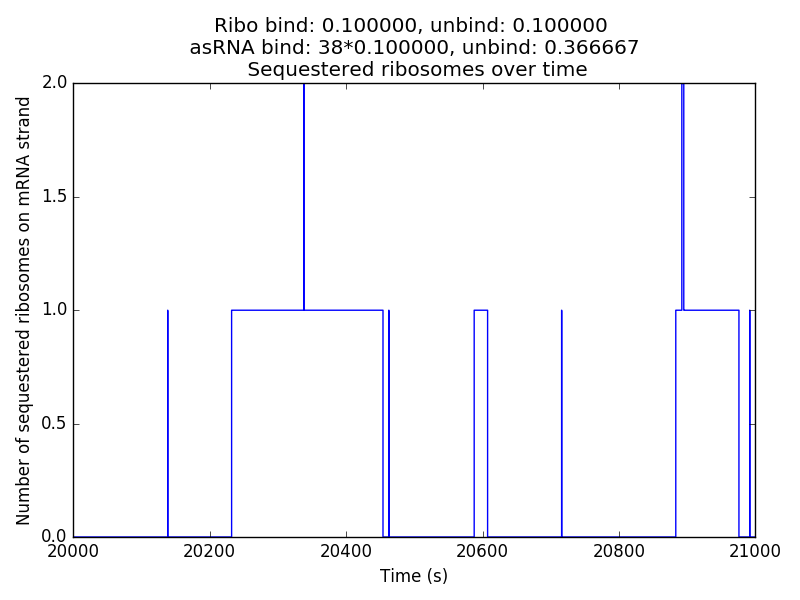 Ribo bind: 0.100000, unbind: 0.100000
asRNA bind: 38*0.100000, unbind: 0.366667
Sequestered ribosomes over time
2.0
1.5
1.0
0.5
0.0
Number of sequestered ribosomes on mRNA strand
20000
20200
20400
20600
20800
21000
Time (s)